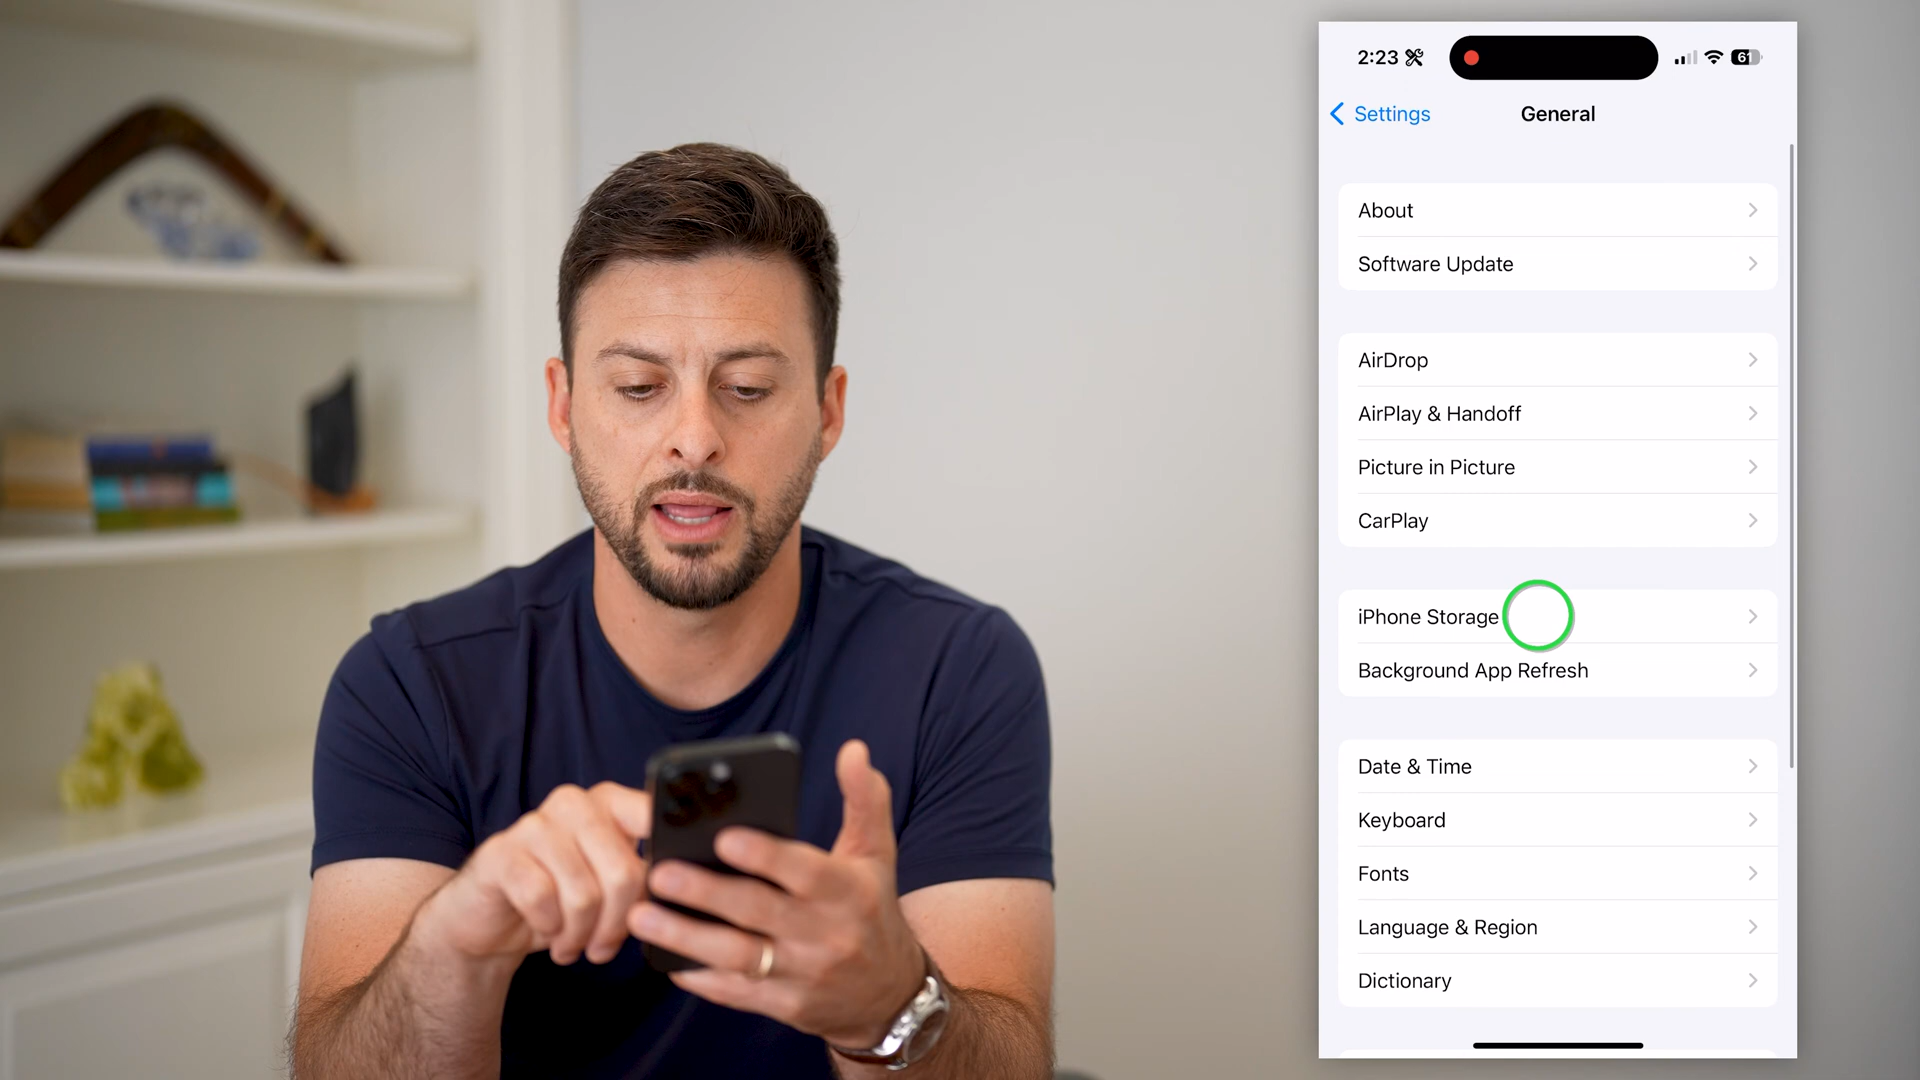 2:23
61
Settings
General
About
Software Update
AirDrop
AirPlay & Handoff
Picture in Picture
CarPlay
iPhone Storage
Background App Refresh
Date & Time
Keyboard
Fonts
Language & Region
Dictionary